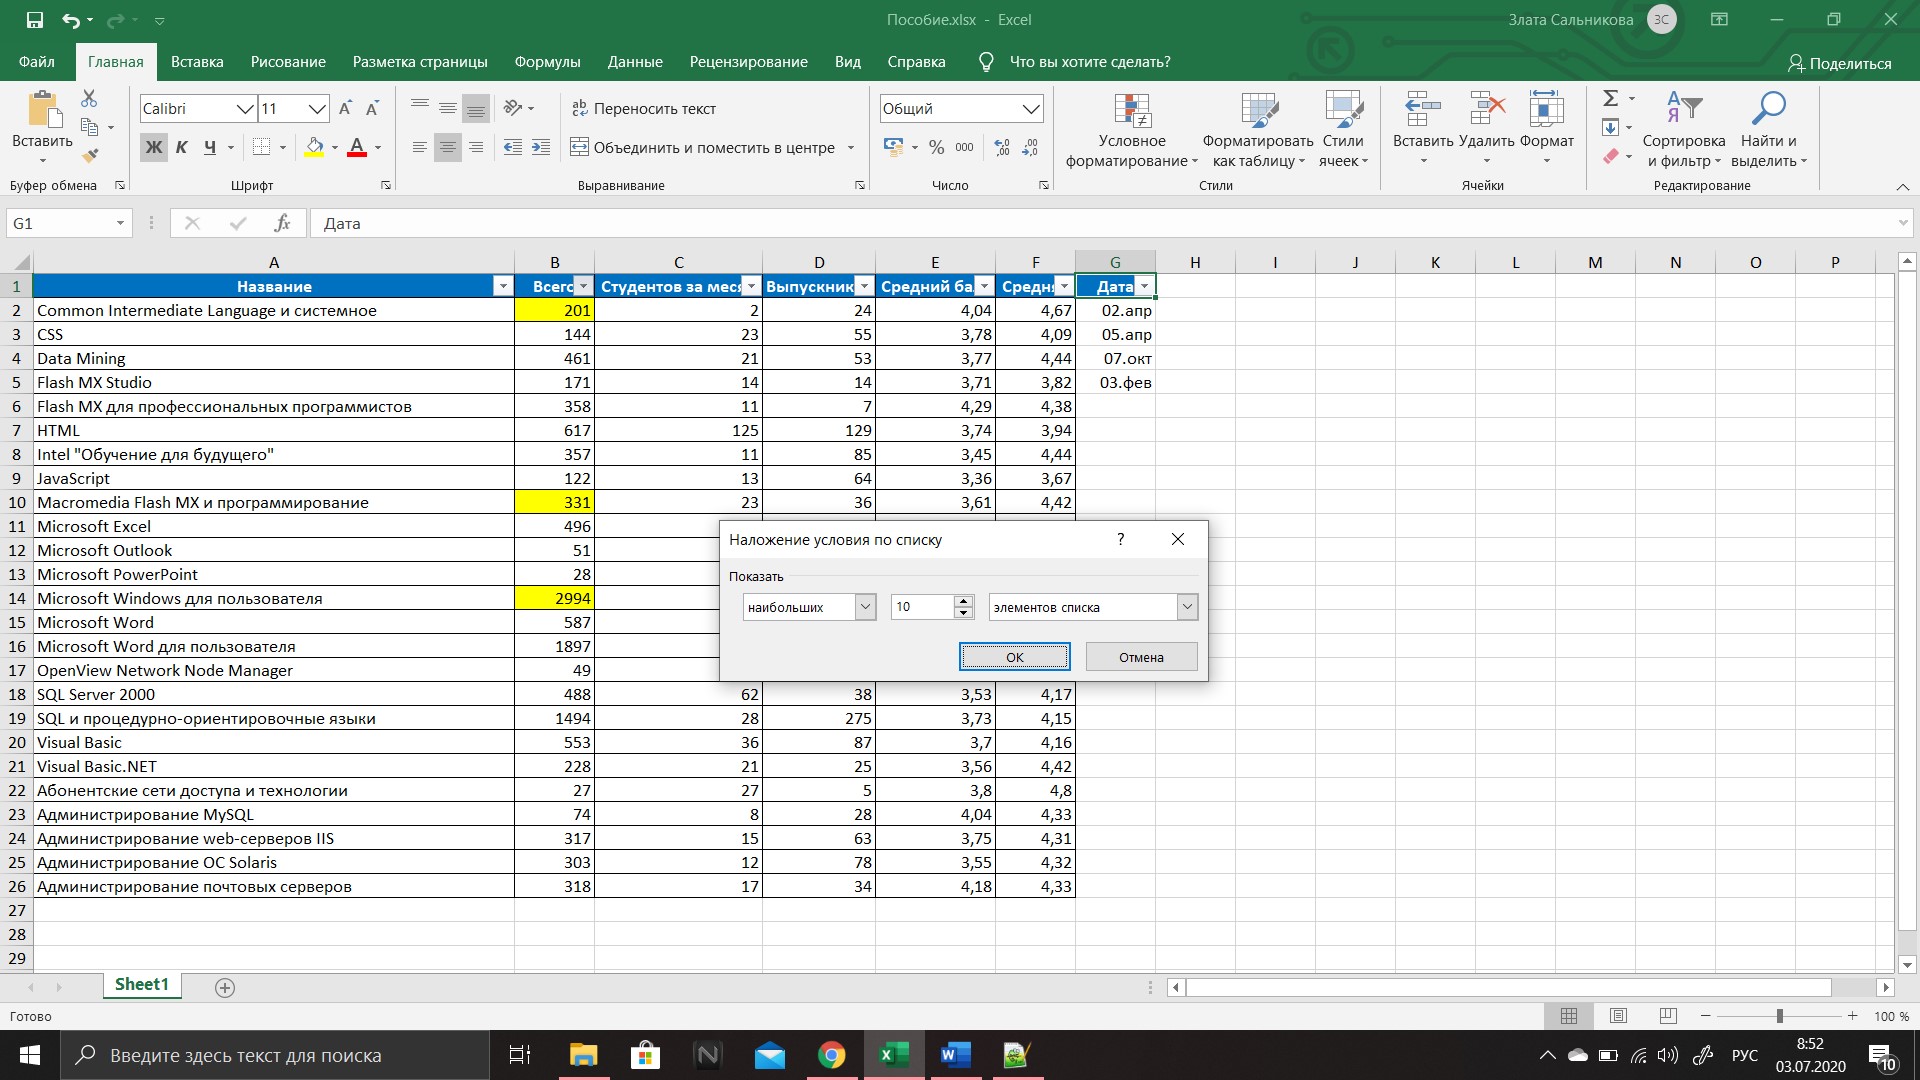 Пособие.xlsx - Excel
Злата Сальникова
ЗС
Файл Главная Вставка Рисование Разметка страницы Формулы Данные Рецензирование Вид Справка Что вы хотите сделать? Поделиться
Calibri 11 Переносить текст Общий
Вставить Ж К Ч А Объединить и поместить в центре % 000
Условное форматирование
Форматировать как таблицу
Стили ячеек
Вставить Удалить Формат
Сортировка и фильтр
Найти и выделить
Буфер обмена Шрифт Выравнивание Число Стили Ячейки Редактирование
G1 fx Дата
A B C D E F G H I J K L M N O P
1 Название Всего Студентов за меся Выпускник Средний ба Средня Дата
2 Common Intermediate Language и системное 201 2 24 4,04 4,67 02.апр
3 CSS 144 23 55 3,78 4,09 05.апр
4 Data Mining 461 21 53 3,77 4,44 07.окт
5 Flash MX Studio 171 14 14 3,71 3,82 03.фев
6 Flash MX для профессиональных программистов 358 11 7 4,29 4,38
7 HTML 617 125 129 3,74 3,94
8 Intel "Обучение для будущего" 357 11 85 3,45 4,44
9 JavaScript 122 13 64 3,36 3,67
10 Macromedia Flash MX и программирование 331 23 36 3,61 4,42
11 Microsoft Excel 496
12 Microsoft Outlook 51
13 Microsoft PowerPoint 28
14 Microsoft Windows для пользователя 2994
15 Microsoft Word 587
16 Microsoft Word для пользователя 1897
17 OpenView Network Node Manager 49
Наложение условия по списку ?
Показать
наибольших 10 элементов списка
ОК Отмена
18 SQL Server 2000 488 62 38 3,53 4,17
19 SQL и процедурно-ориентировочные языки 1494 28 275 3,73 4,15
20 Visual Basic 553 36 87 3,7 4,16
21 Visual Basic.NET 228 21 25 3,56 4,42
22 Абонентские сети доступа и технологии 27 27 5 3,8 4,8
23 Администрирование MySQL 74 8 28 4,04 4,33
24 Администрирование web-серверов IIS 317 15 63 3,75 4,31
25 Администрирование ОС Solaris 303 12 78 3,55 4,32
26 Администрирование почтовых серверов 318 17 34 4,18 4,33
27
28
29
Sheet1
Готово 100 %
Введите здесь текст для поиска
РУС
8:52
03.07.2020
10